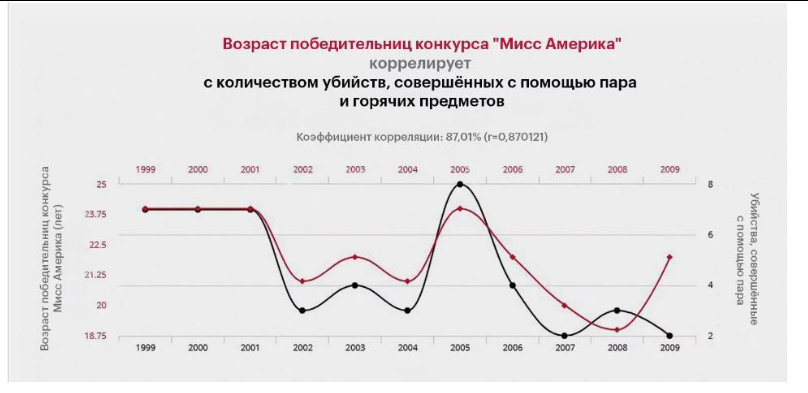 Возраст победительниц конкурса "Мисс Америка"
коррелирует
с количеством убийств, совершённых с помощью пара
и горячих предметов
Коэффициент корреляции: 87,01% (r=0,870121)
1999 2000 2001 2002 2003 2004 2005 2006 2007 2008 2009
Возраст победительниц конкурса
Мисс Америка (лет)
25
23.75
22.5
21.25
20
18.75
8
6
4
2
Убийства, совершённые
с помощью пара
1999 2000 2001 2002 2003 2004 2005 2006 2007 2008 2009